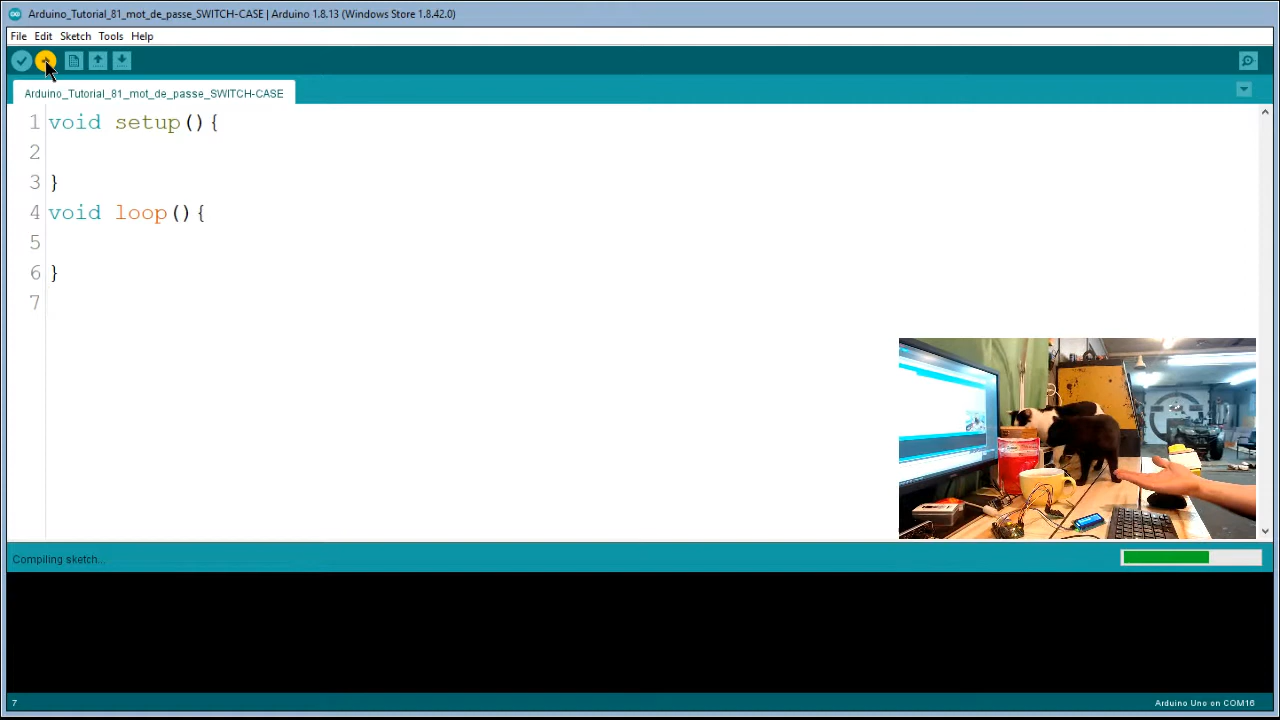 Arduino_Tutorial_81_mot_de_passe_SWITCH-CASE | Arduino 1.8.13 (Windows Store 1.8.42.0)
File Edit Sketch Tools Help
Arduino_Tutorial_81_mot_de_passe_SWITCH-CASE
1 void setup(){
2
3 }
4 void loop(){
5
6 }
7
Compiling sketch...
7
Arduino Uno on COM16